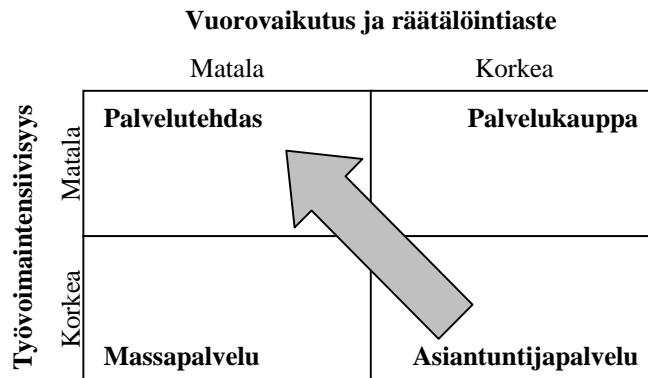 Vuorovaikutus ja räätälöintiaste
Matala Korkea
Työvoimaintensiivisyys
Matala
Palvelutehdas Palvelukauppa
Korkea
Massapalvelu Asiantuntijapalvelu